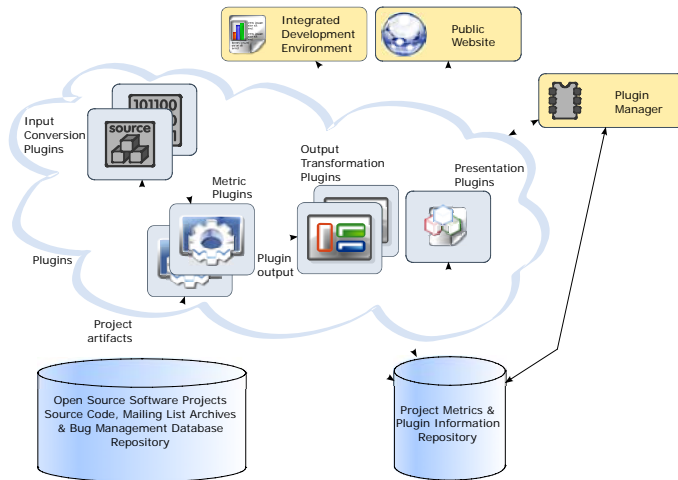 Integrated
Development
Environment
Public
Website
Plugin
Manager
Input
Conversion
Plugins
101100
source
Metric
Plugins
Output
Transformation
Plugins
Presentation
Plugins
Plugins
Plugin
output
Project
artifacts
Open Source Software Projects
Source Code, Mailing List Archives
& Bug Management Database
Repository
Project Metrics &
Plugin Information
Repository